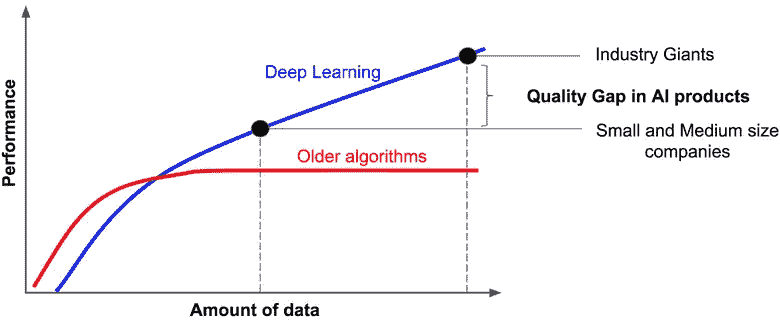 Industry Giants
Deep Learning
Quality Gap in AI products
Small and Medium size
companies
Older algorithms
Performance
Amount of data